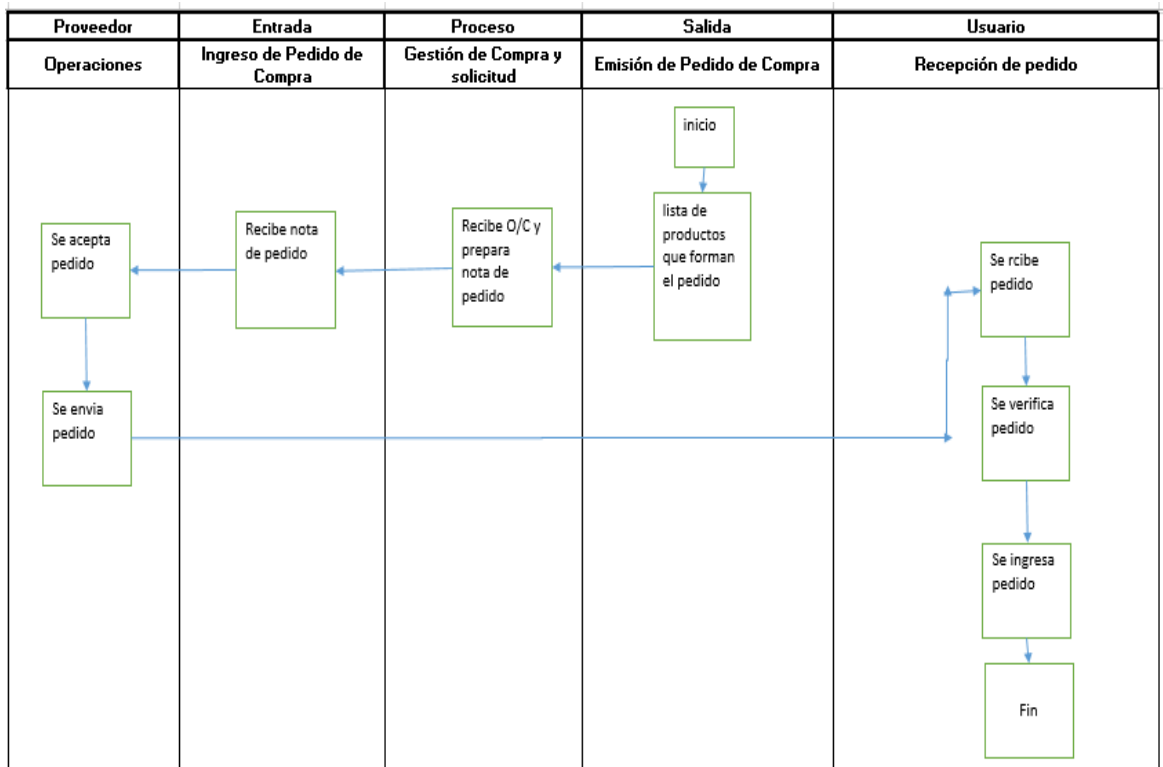 Proveedor
Entrada
Proceso
Salida
Usuario
Operaciones
Ingreso de Pedido de
Compra
Gestión de Compra y
solicitud
Emisión de Pedido de Compra
Recepción de pedido
inicio
lista de
productos
que forman
el pedido
Recibe O/C y
prepara
nota de
pedido
Recibe nota
de pedido
Se acepta
pedido
Se envia
pedido
Se rcibe
pedido
Se verifica
pedido
Se ingresa
pedido
Fin